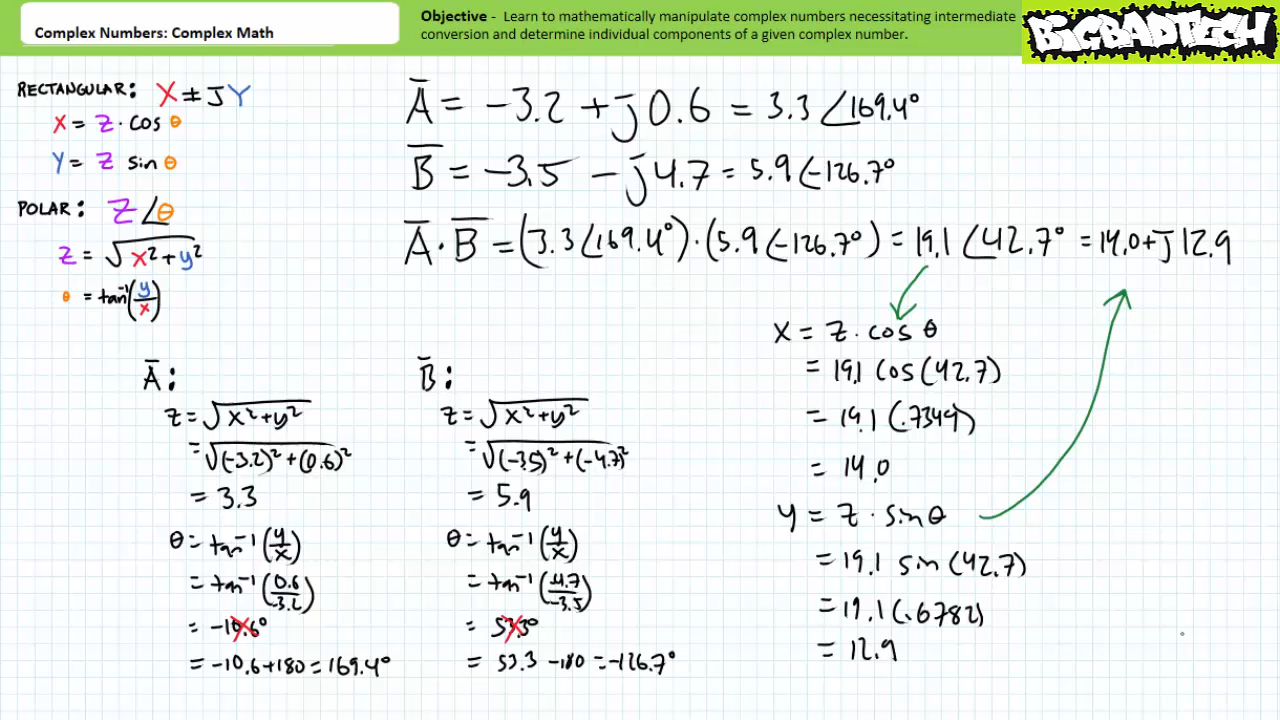 Complex Numbers: Complex Math
Objective - Learn to mathematically manipulate complex numbers necessitating intermediate
conversion and determine individual components of a given complex number.
BIGBADTECH
RECTANGULAR: X ± JY
X = Z · cos θ
Y = Z sin θ
POLAR: Z∠θ
Z = √(x²+y²)
θ = tan⁻¹(y/x)
A̅ = -3.2 + j0.6 = 3.3 ∠169.4°
B̅ = -3.5 - j4.7 = 5.9 ∠-126.7°
A̅ · B̅ = (3.3 ∠169.4°) · (5.9 ∠-126.7°) = 19.1 ∠42.7° = 14.0+j12.9
A̅:
Z = √(x²+y²)
= √((-3.2)²+(0.6)²)
= 3.3
θ = tan⁻¹(y/x)
= tan⁻¹(0.6/-3.2)
= -10.6°
= -10.6+180 = 169.4°
B̅:
Z = √(x²+y²)
= √((-3.5)²+(-4.7)²)
= 5.9
θ = tan⁻¹(y/x)
= tan⁻¹(-4.7/-3.5)
= 53.3°
= 53.3 -180 = -126.7°
X = Z · cos θ
= 19.1 cos(42.7)
= 19.1(.7349)
= 14.0
y = Z · sinθ
= 19.1 sin(42.7)
= 19.1(.6782)
= 12.9